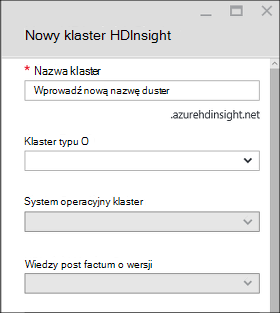 Nowy klaster HDInsight
* Nazwa klaster
Wprowadź nową nazwę duster
.azurehdinsight.net
Klaster typu O
System operacyjny klaster
Wiedzy post factum o wersji